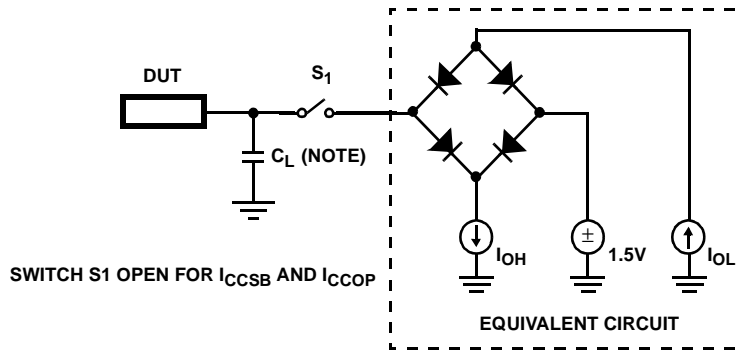 DUT
S1
CL (NOTE)
IOH
±
1.5V
IOL
SWITCH S1 OPEN FOR ICCSB AND ICCOP
EQUIVALENT CIRCUIT